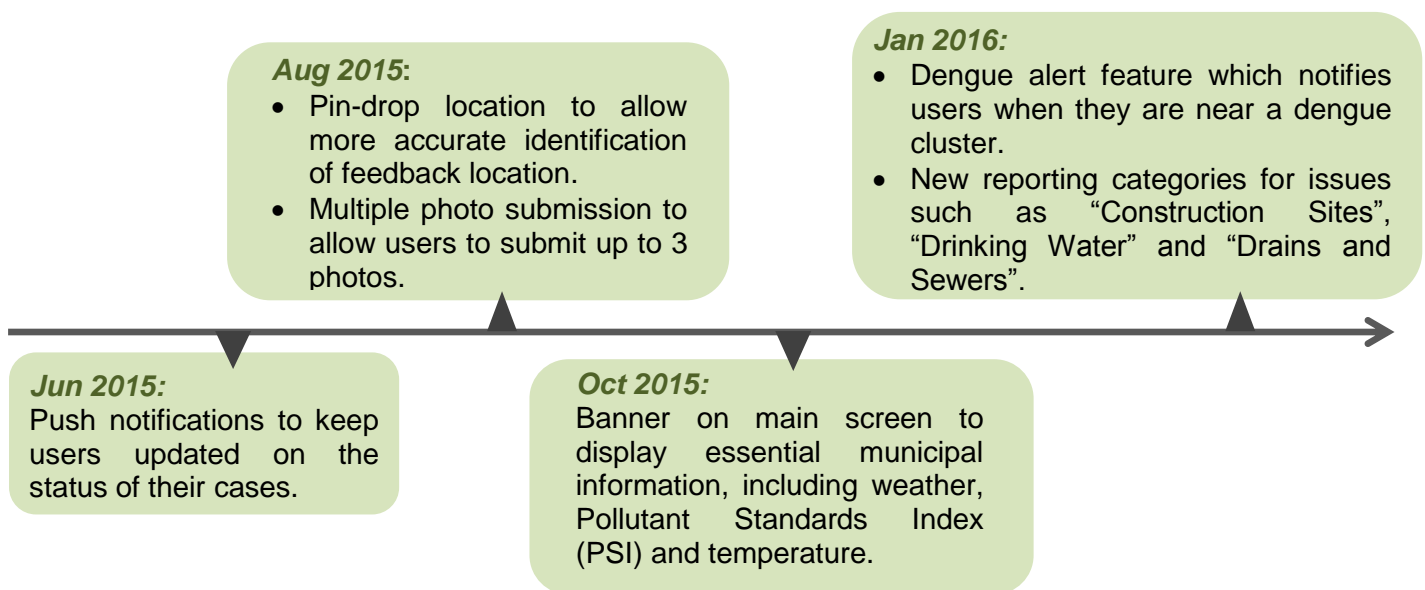 Aug 2015:
• Pin-drop location to allow
more accurate identification
of feedback location.
• Multiple photo submission to
allow users to submit up to 3
photos.
Jan 2016:
• Dengue alert feature which notifies
users when they are near a dengue
cluster.
• New reporting categories for issues
such as “Construction Sites”,
“Drinking Water” and “Drains and
Sewers”.
Jun 2015:
Push notifications to keep
users updated on the
status of their cases.
Oct 2015:
Banner on main screen to
display essential municipal
information, including weather,
Pollutant Standards Index
(PSI) and temperature.